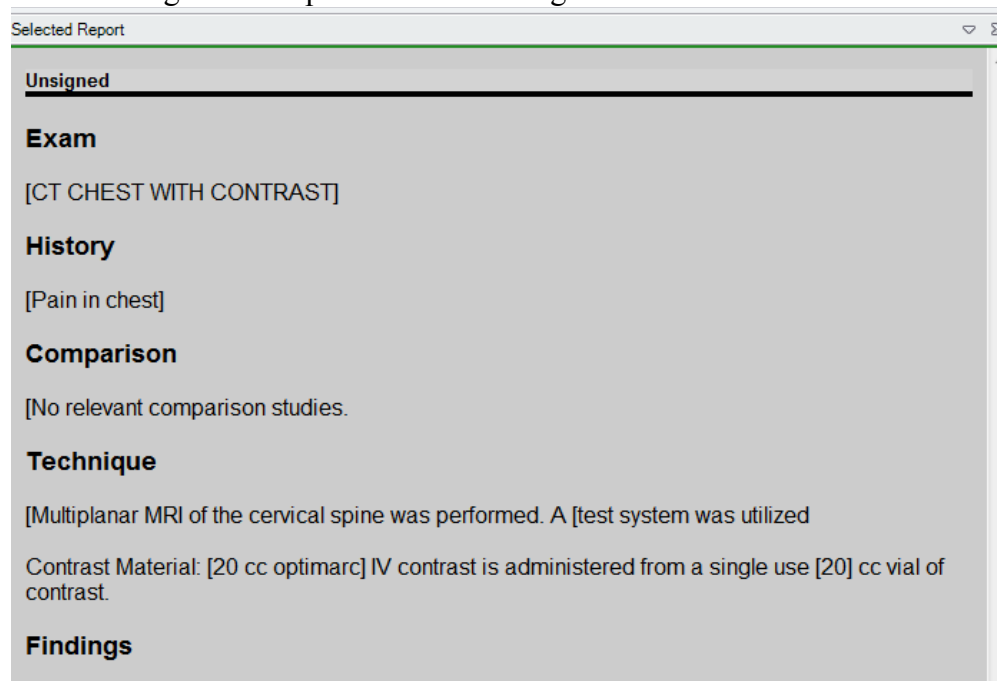 Selected Report
Unsigned
Exam
[CT CHEST WITH CONTRAST]
History
[Pain in chest]
Comparison
[No relevant comparison studies.
Technique
[Multiplanar MRI of the cervical spine was performed. A [test system was utilized
Contrast Material: [20 cc optimarc] IV contrast is administered from a single use [20] cc vial of
contrast.
Findings